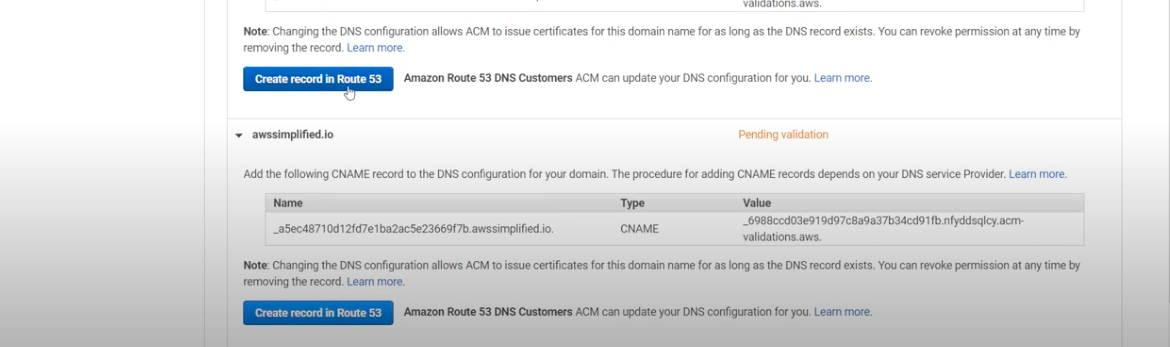 validations.aws.
Note: Changing the DNS configuration allows ACM to issue certificates for this domain name for as long as the DNS record exists. You can revoke permission at any time by
removing the record. Learn more.
Create record in Route 53 Amazon Route 53 DNS Customers ACM can update your DNS configuration for you. Learn more.
awssimplified.io Pending validation
Add the following CNAME record to the DNS configuration for your domain. The procedure for adding CNAME records depends on your DNS service Provider. Learn more.
Name Type Value
_a5ec48710d12fd7e1ba2ac5e23669f7b.awssimplified.io. CNAME _6988ccd03e919d97c8a9a37b34cd91fb.nfyddsqlcy.acm-
validations.aws.
Note: Changing the DNS configuration allows ACM to issue certificates for this domain name for as long as the DNS record exists. You can revoke permission at any time by
removing the record. Learn more.
Create record in Route 53 Amazon Route 53 DNS Customers ACM can update your DNS configuration for you. Learn more.